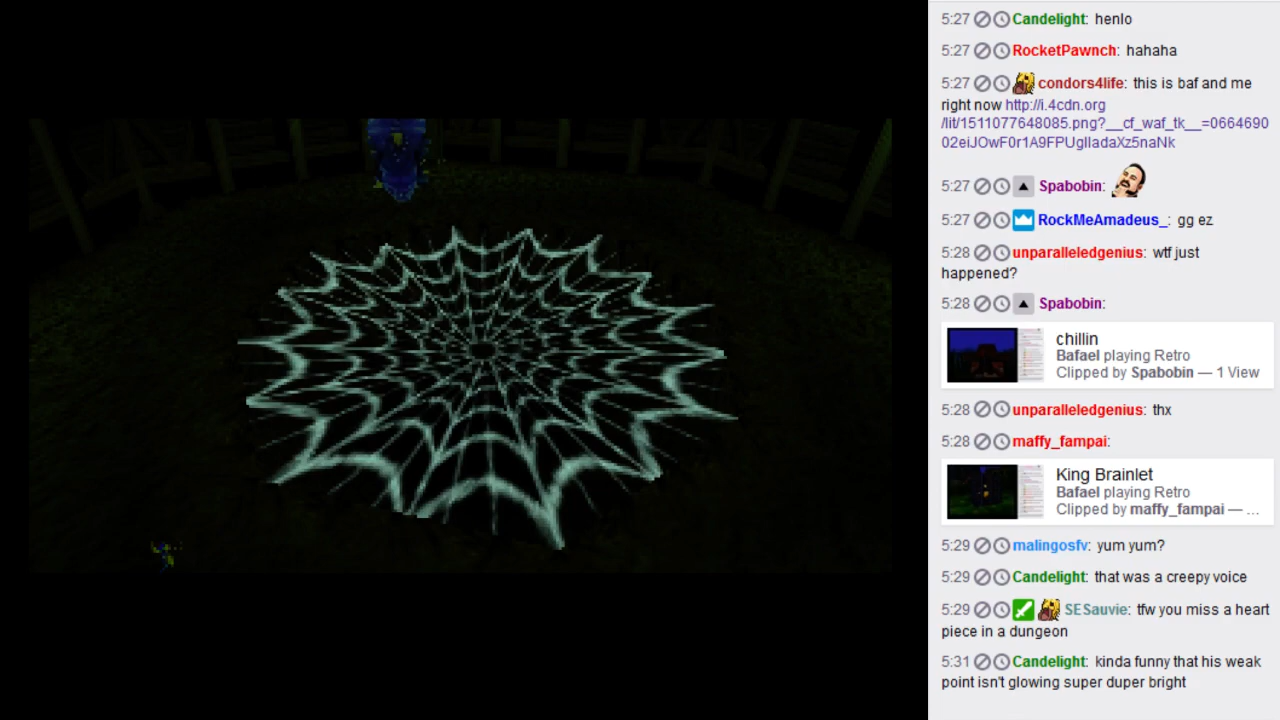 5:27 Candelight: henlo
5:27 RocketPawnch: hahaha
5:27 condors4life: this is baf and me
right now http://i.4cdn.org
/lit/1511077648085.png?__cf_waf_tk__=0664690
02eiJOwF0r1A9FPUgIladaXz5naNk
5:27 Spabobin:
5:27 RockMeAmadeus_: gg ez
5:28 unparalleledgenius: wtf just
happened?
5:28 Spabobin:
chillin
Bafael playing Retro
Clipped by Spabobin — 1 View
5:28 unparalleledgenius: thx
5:28 maffy_fampai:
King Brainlet
Bafael playing Retro
Clipped by maffy_fampai — ...
5:29 malingosfv: yum yum?
5:29 Candelight: that was a creepy voice
5:29 SESauvie: tfw you miss a heart
piece in a dungeon
5:31 Candelight: kinda funny that his weak
point isn't glowing super duper bright